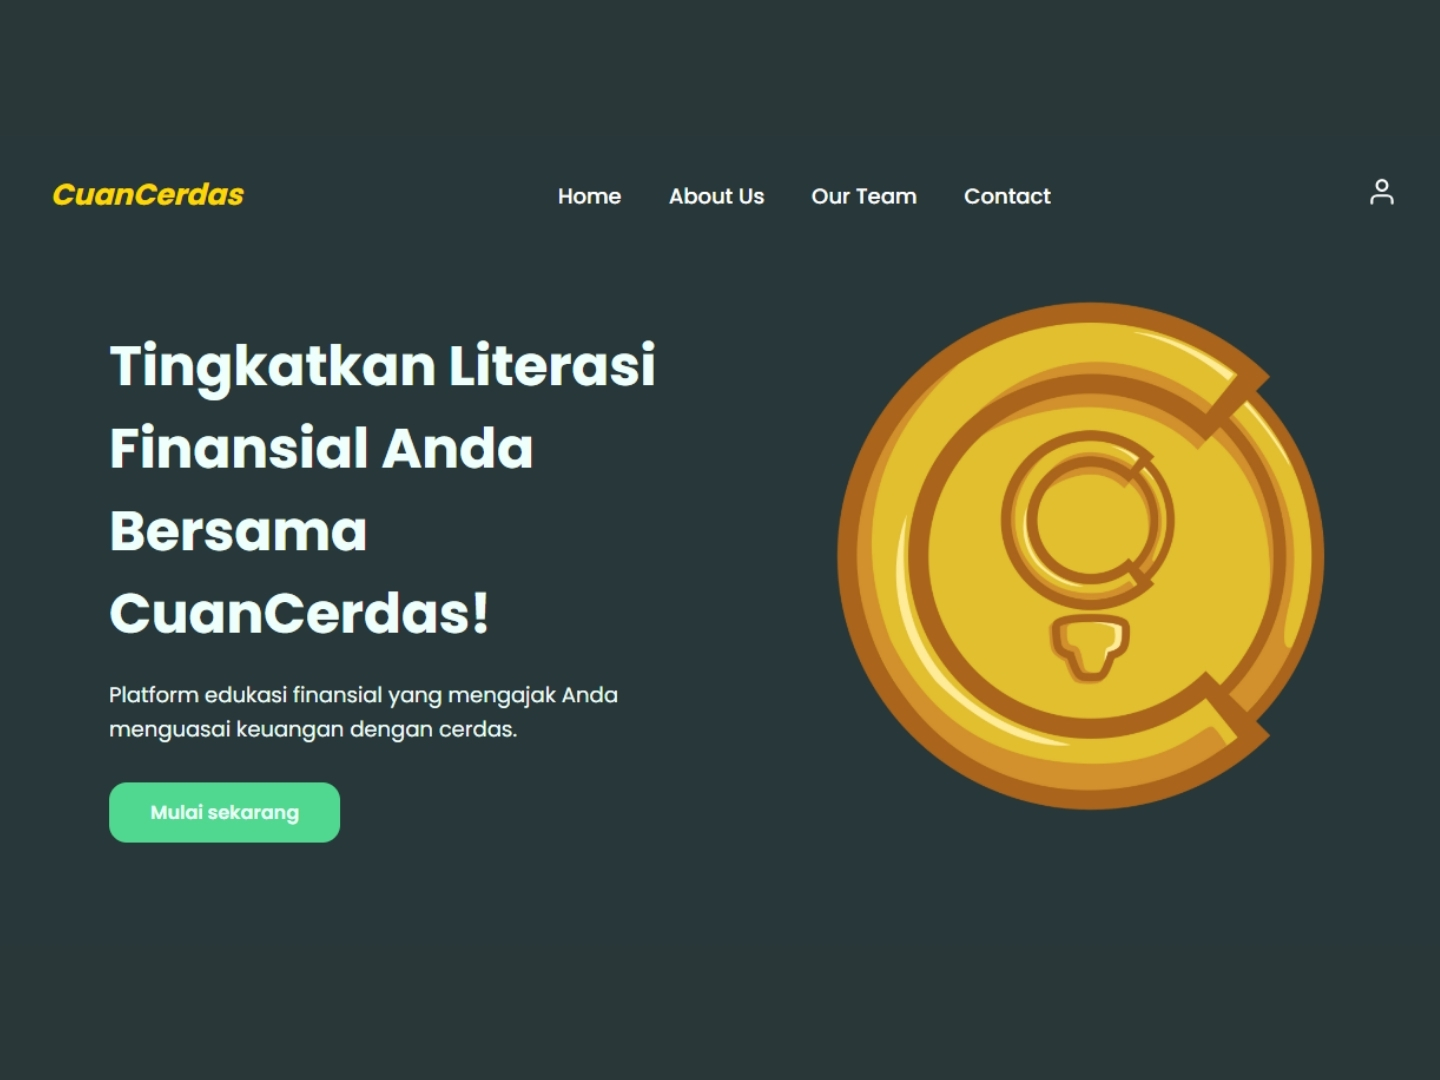 CuanCerdas
Home
About Us
Our Team
Contact
Tingkatkan Literasi
Finansial Anda
Bersama
CuanCerdas!
Platform edukasi finansial yang mengajak Anda
menguasai keuangan dengan cerdas.
Mulai sekarang